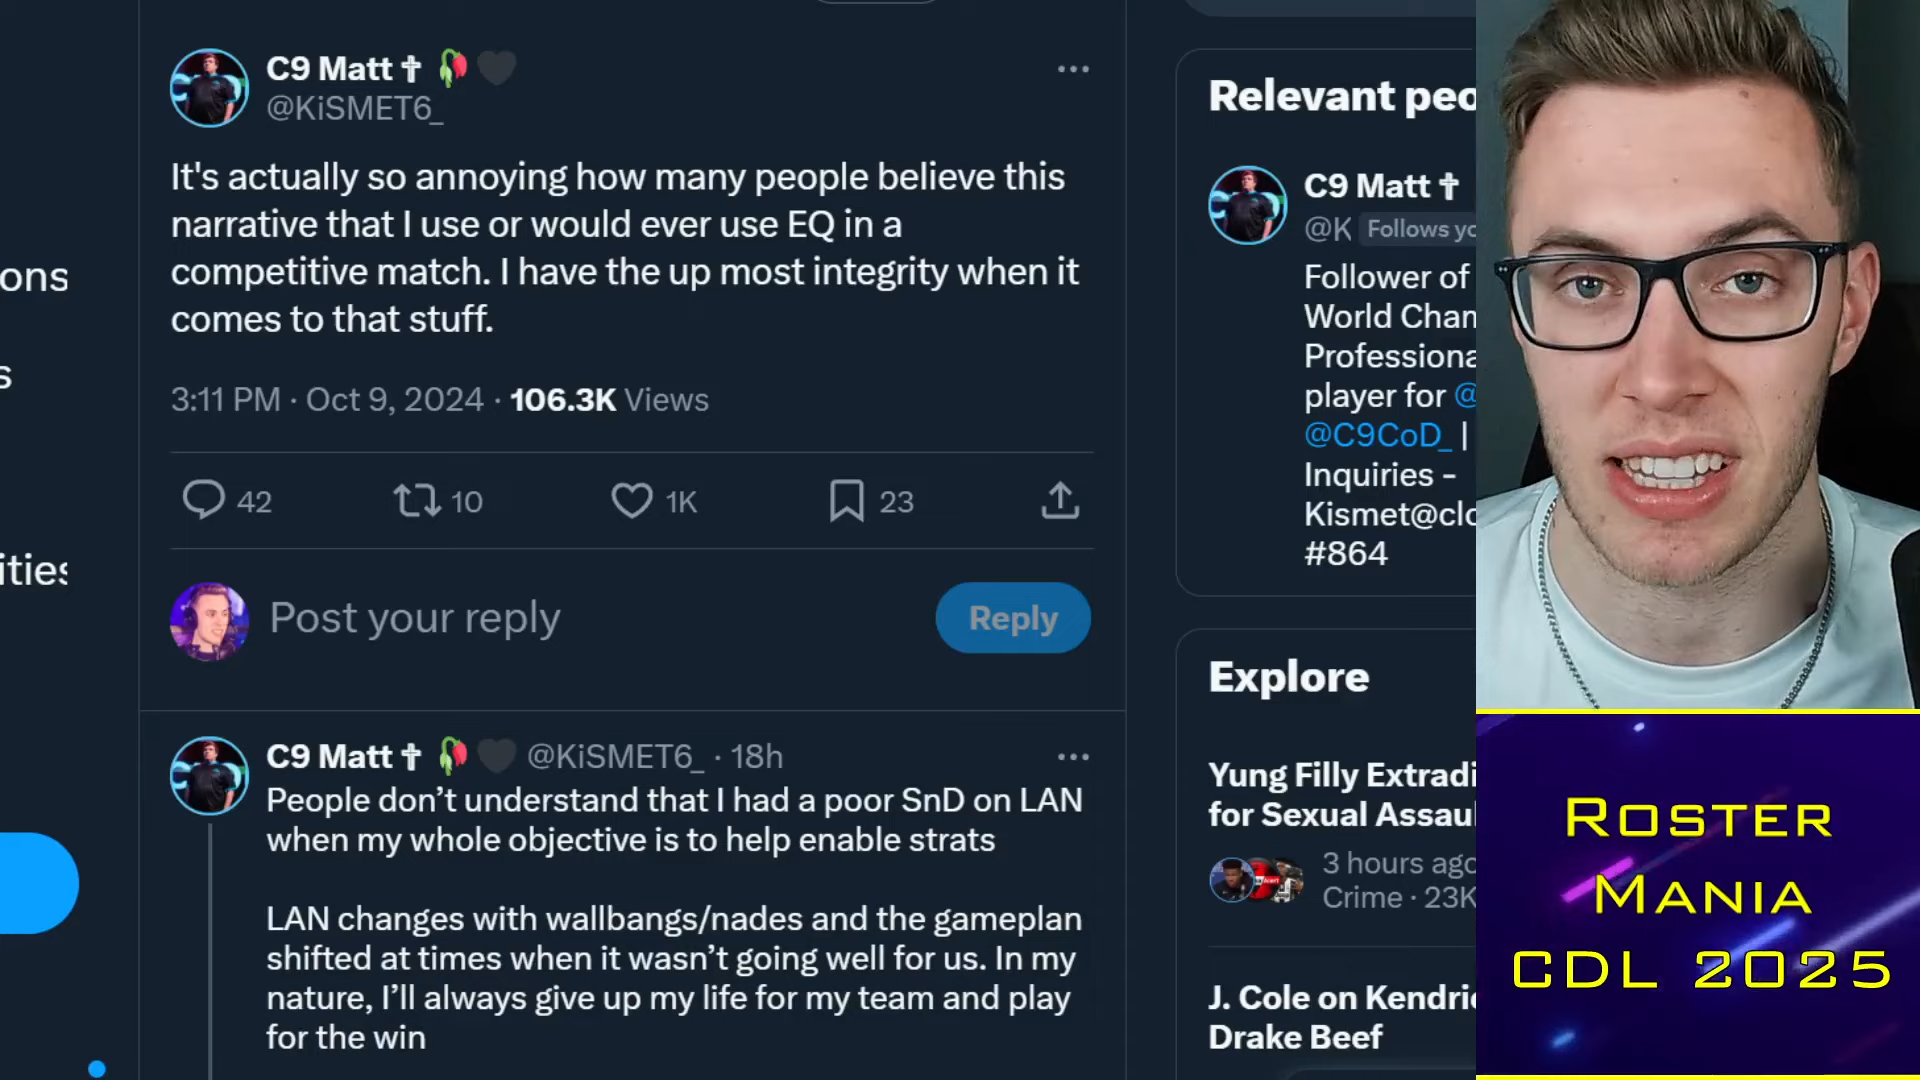 C9 Matt ✝ 🥀 🖤
@KiSMET6_
It's actually so annoying how many people believe this
narrative that I use or would ever use EQ in a
competitive match. I have the up most integrity when it
comes to that stuff.
3:11 PM · Oct 9, 2024 · 106.3K Views
42 10 1K 23
Post your reply
Reply
C9 Matt ✝ 🥀 🖤 @KiSMET6_ · 18h
People don’t understand that I had a poor SnD on LAN
when my whole objective is to help enable strats
LAN changes with wallbangs/nades and the gameplan
shifted at times when it wasn’t going well for us. In my
nature, I’ll always give up my life for my team and play
for the win
ons
s
ities
Relevant peo
C9 Matt ✝
@K Follows yo
Follower of
World Cham
Professiona
player for @
@C9CoD_ |
Inquiries -
Kismet@clo
#864
Explore
Yung Filly Extradi
for Sexual Assaul
3 hours ago
Crime · 23K
J. Cole on Kendric
Drake Beef
Roster
Mania
CDL 2025